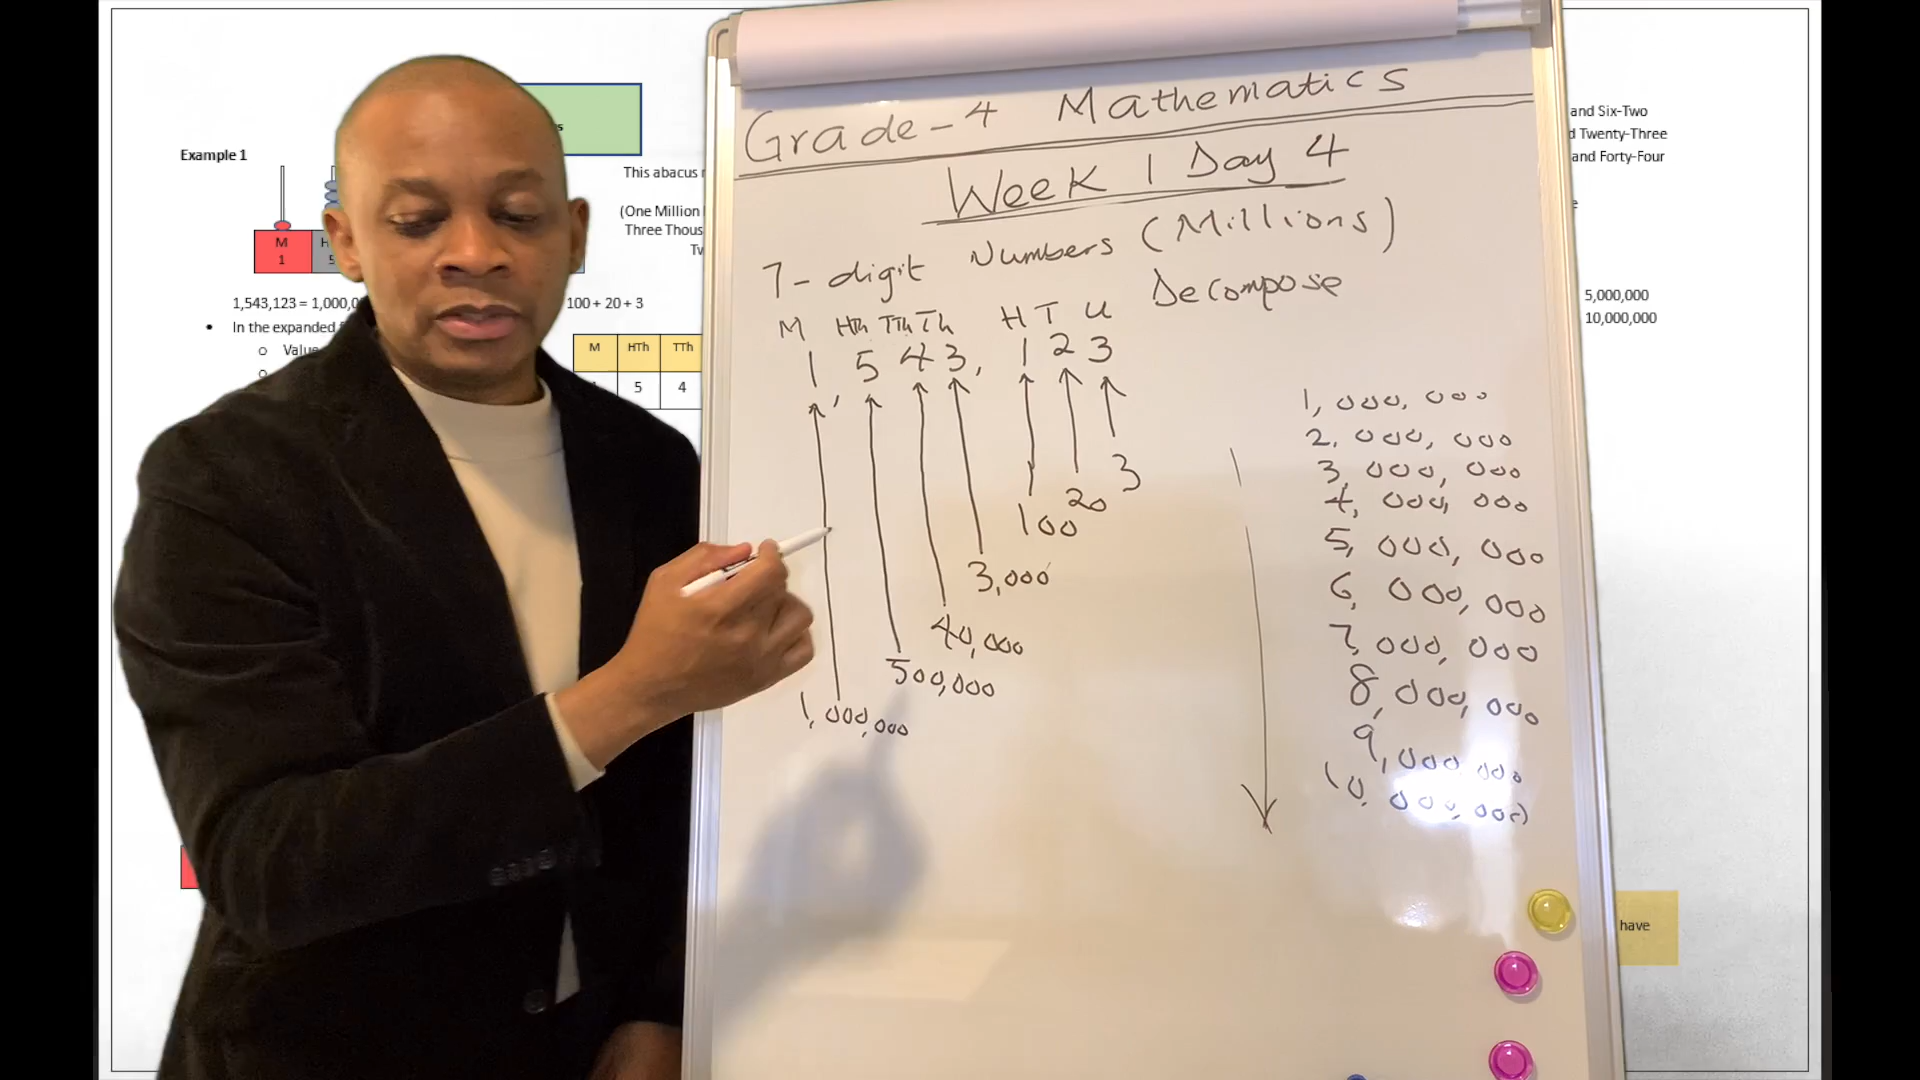 Grade-4 Mathematics
Week 1 Day 4
7-digit Numbers (Millions)
Decompose
M HTh TTh Th H T U
1, 5 4 3, 1 2 3
3
20
100
3,000
40,000
500,000
1,000,000
1,000,000
2,000,000
3,000,000
4,000,000
5,000,000
6,000,000
7,000,000
8,000,000
9,000,000
10,000,000
Example 1
This abacus
(One Million
Three Thous
M
1
5
1,543,123 = 1,000,0
100 + 20 + 3
• In the expanded
M HTh TTh
5 4
and Six-Two
d Twenty-Three
and Forty-Four
5,000,000
10,000,000
have